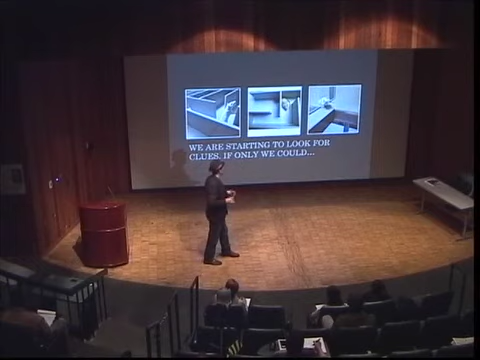 WE ARE STARTING TO LOOK FOR
CLUES, IF ONLY WE COULD...